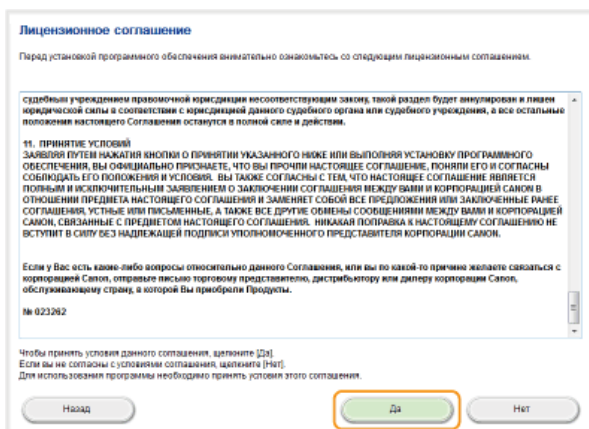 Лицензионное соглашение
Перед установкой программного обеспечения внимательно ознакомьтесь со следующим лицензионным соглашением.
судебным учреждением правомочной юрисдикции несоответствующим закону, такой раздел будет аннулирован и лишен
юридической силы в соответствии с юрисдикцией данного судебного органа или судебного учреждения, а все остальные
положения настоящего Соглашения останутся в полной силе и действии.
11. ПРИНЯТИЕ УСЛОВИЙ
ЗАЯВЛЯЯ ПУТЕМ НАЖАТИЯ КНОПКИ О ПРИНЯТИИ УКАЗАННОГО НИЖЕ ИЛИ ВЫПОЛНЯЯ УСТАНОВКУ ПРОГРАММНОГО
ОБЕСПЕЧЕНИЯ, ВЫ ОФИЦИАЛЬНО ПРИЗНАЕТЕ, ЧТО ВЫ ПРОЧЛИ НАСТОЯЩЕЕ СОГЛАШЕНИЕ, ПОНЯЛИ ЕГО И СОГЛАСНЫ
СОБЛЮДАТЬ ЕГО ПОЛОЖЕНИЯ И УСЛОВИЯ. ВЫ ТАКЖЕ СОГЛАСНЫ С ТЕМ, ЧТО НАСТОЯЩЕЕ СОГЛАШЕНИЕ ЯВЛЯЕТСЯ
ПОЛНЫМ И ИСКЛЮЧИТЕЛЬНЫМ ЗАЯВЛЕНИЕМ О ЗАКЛЮЧЕНИИ СОГЛАШЕНИЯ МЕЖДУ ВАМИ И КОРПОРАЦИЕЙ CANON В
ОТНОШЕНИИ ПРЕДМЕТА НАСТОЯЩЕГО СОГЛАШЕНИЯ И ЗАМЕНЯЕТ СОБОЙ ВСЕ ПРЕДЛОЖЕНИЯ ИЛИ ЗАКЛЮЧЕННЫЕ РАНЕЕ
СОГЛАШЕНИЯ, УСТНЫЕ ИЛИ ПИСЬМЕННЫЕ, А ТАКЖЕ ВСЕ ДРУГИЕ ОБМЕНЫ СООБЩЕНИЯМИ МЕЖДУ ВАМИ И КОРПОРАЦИЕЙ
CANON, СВЯЗАННЫЕ С ПРЕДМЕТОМ НАСТОЯЩЕГО СОГЛАШЕНИЯ. НИКАКАЯ ПОПРАВКА К НАСТОЯЩЕМУ СОГЛАШЕНИЮ НЕ
ВСТУПИТ В СИЛУ БЕЗ НАДЛЕЖАЩЕЙ ПОДПИСИ УПОЛНОМОЧЕННОГО ПРЕДСТАВИТЕЛЯ КОРПОРАЦИИ CANON.
Если у Вас есть какие-либо вопросы относительно данного Соглашения, или вы по какой-то причине желаете связаться с
корпорацией Canon, отправьте письмо торговому представителю, дистрибьютору или дилеру корпорации Canon,
обслуживающему страну, в которой Вы приобрели Продукты.
№ 023262
Чтобы принять условия данного соглашения, щелкните [Да].
Если вы не согласны с условиями соглашения, щелкните [Нет].
Для использования программы необходимо принять условия этого соглашения.
Назад Да Нет